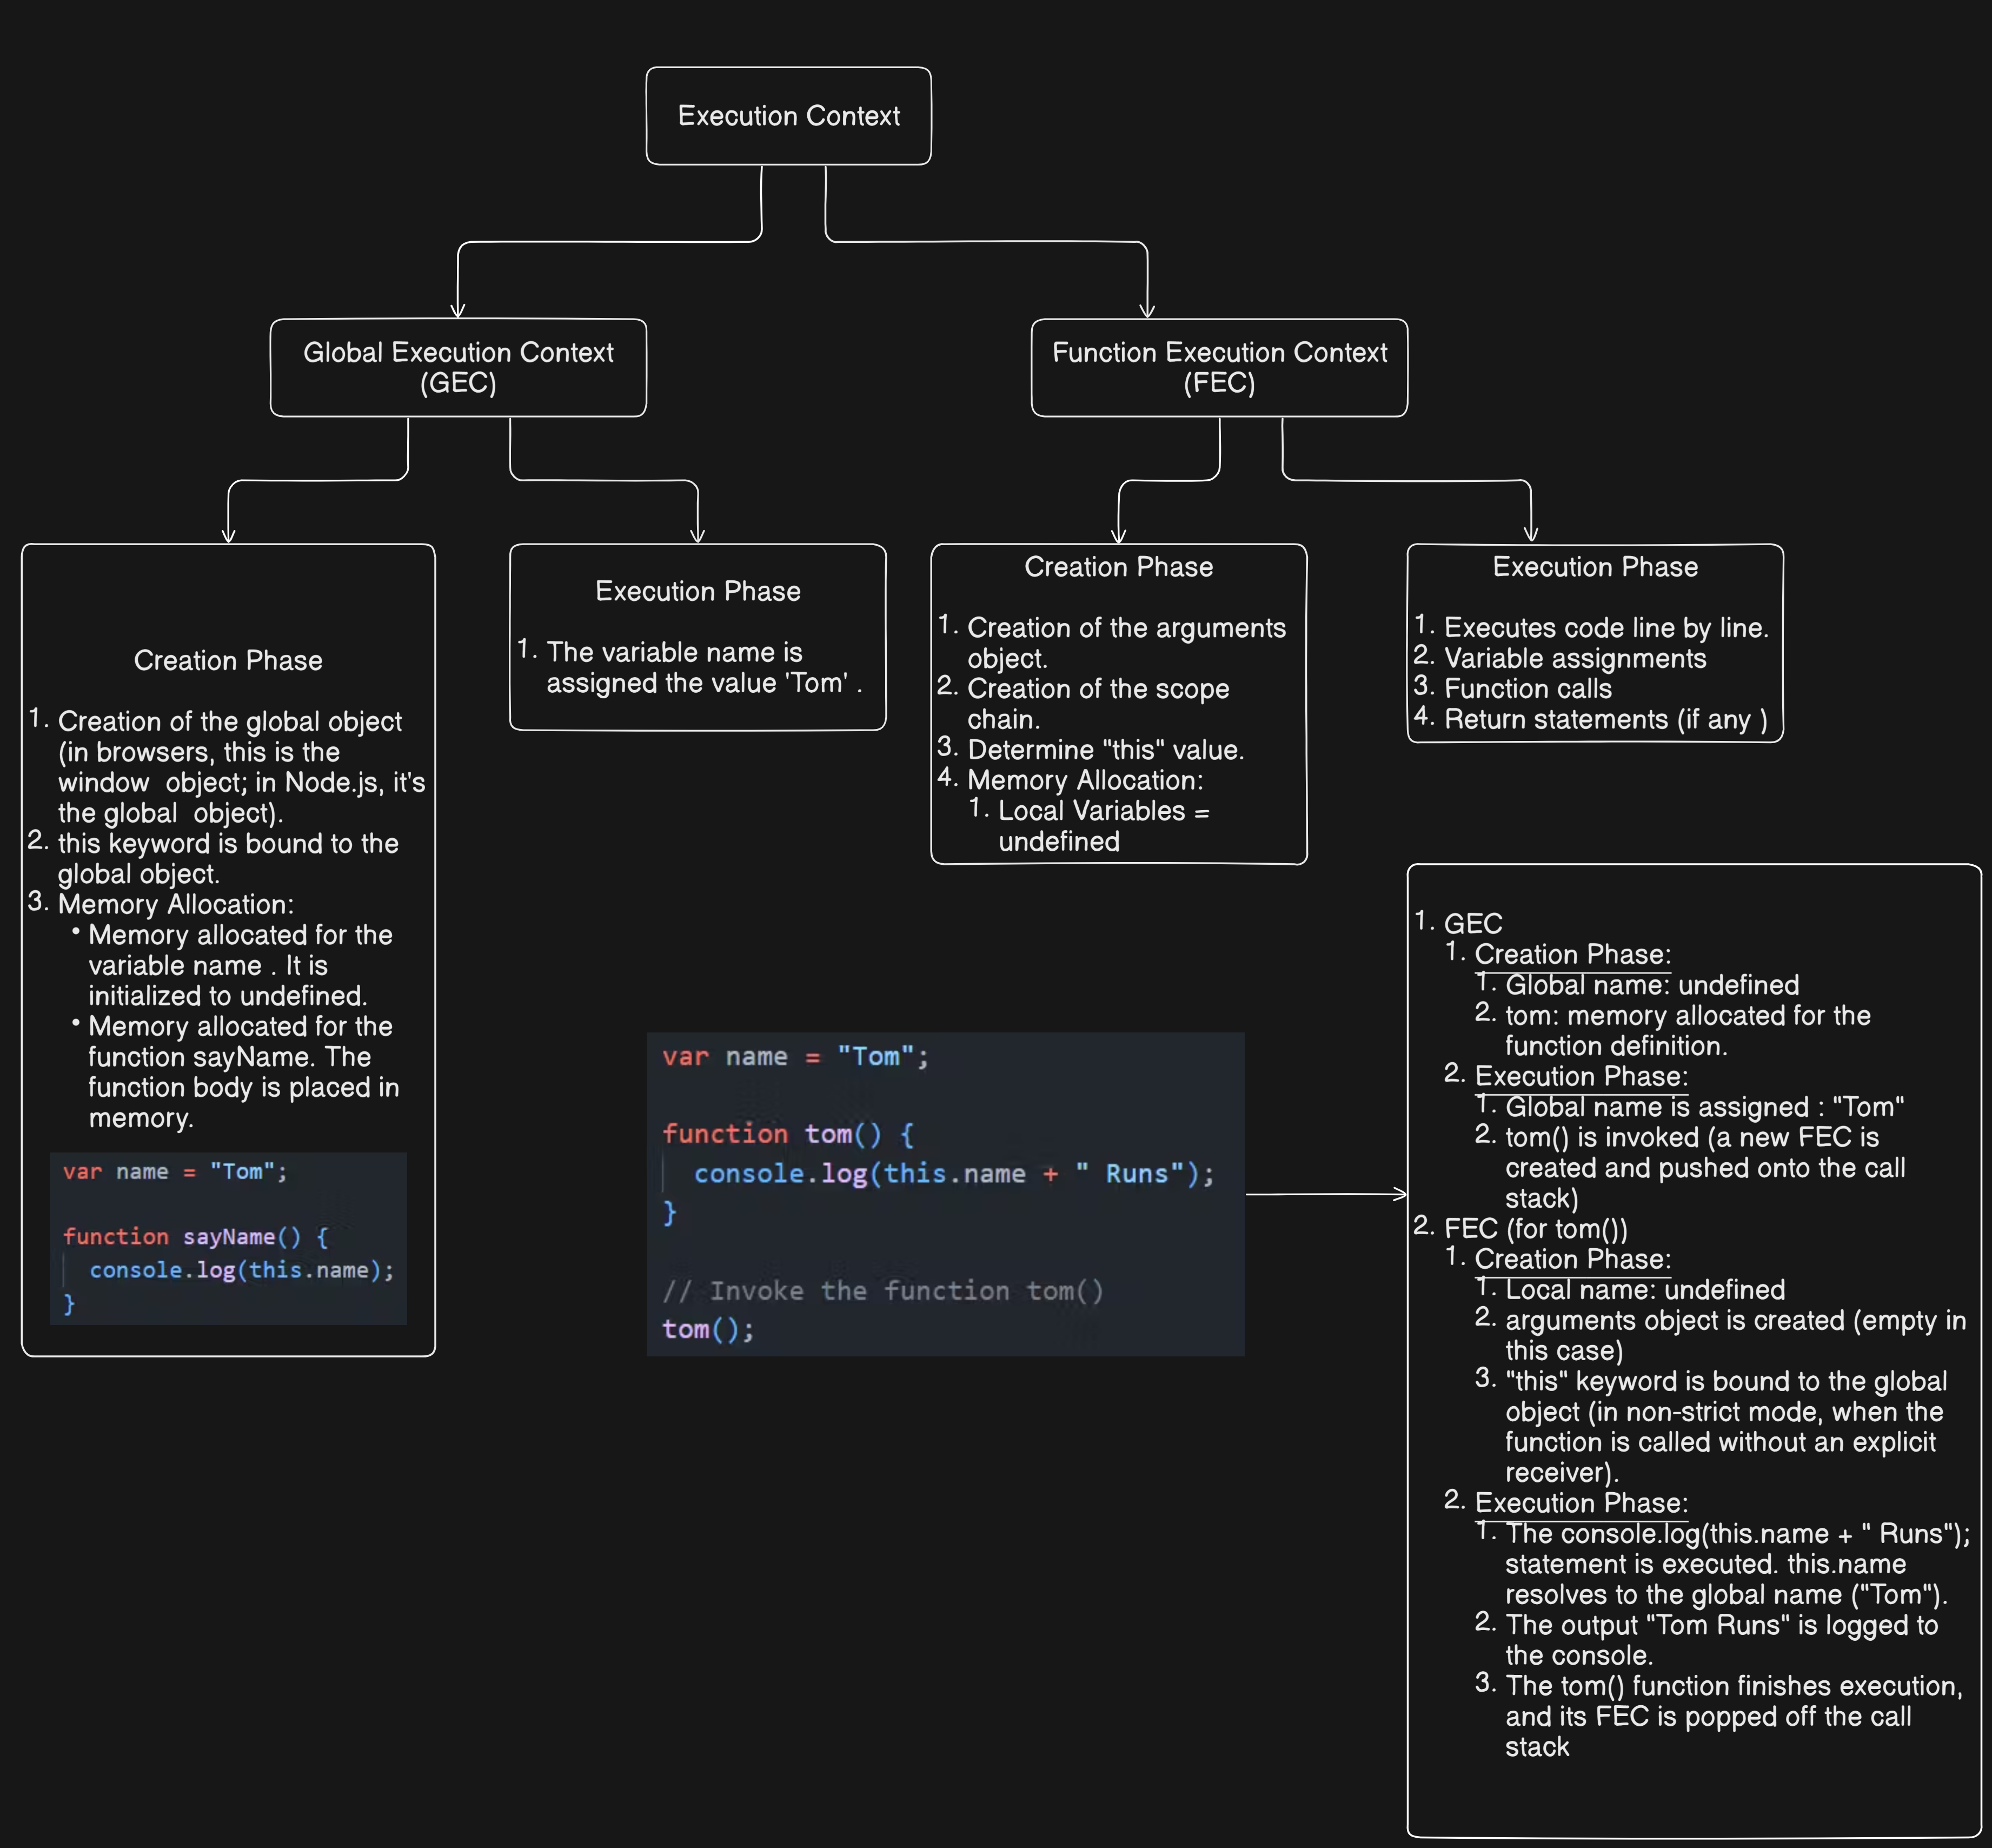 Execution Context
Global Execution Context
(GEC)
Function Execution Context
(FEC)
Creation Phase
1. Creation of the global object
(in browsers, this is the
window  object; in Node.js, it's
the global  object).
2. this keyword is bound to the
global object.
3. Memory Allocation:
• Memory allocated for the
variable name . It is
initialized to undefined.
• Memory allocated for the
function sayName. The
function body is placed in
memory.
var name = "Tom";
function sayName() {
console.log(this.name);
}
Execution Phase
1. The variable name is
assigned the value 'Tom' .
Creation Phase
1. Creation of the arguments
object.
2. Creation of the scope
chain.
3. Determine "this" value.
4. Memory Allocation:
1. Local Variables =
undefined
Execution Phase
1. Executes code line by line.
2. Variable assignments
3. Function calls
4. Return statements (if any )
var name = "Tom";
function tom() {
console.log(this.name + " Runs");
}
// Invoke the function tom()
tom();
1. GEC
1. Creation Phase:
1. Global name: undefined
2. tom: memory allocated for the
function definition.
2. Execution Phase:
1. Global name is assigned : "Tom"
2. tom() is invoked (a new FEC is
created and pushed onto the call
stack)
2. FEC (for tom())
1. Creation Phase:
1. Local name: undefined
2. arguments object is created (empty in
this case)
3. "this" keyword is bound to the global
object (in non-strict mode, when the
function is called without an explicit
receiver).
2. Execution Phase:
1. The console.log(this.name + " Runs");
statement is executed. this.name
resolves to the global name ("Tom").
2. The output "Tom Runs" is logged to
the console.
3. The tom() function finishes execution,
and its FEC is popped off the call
stack